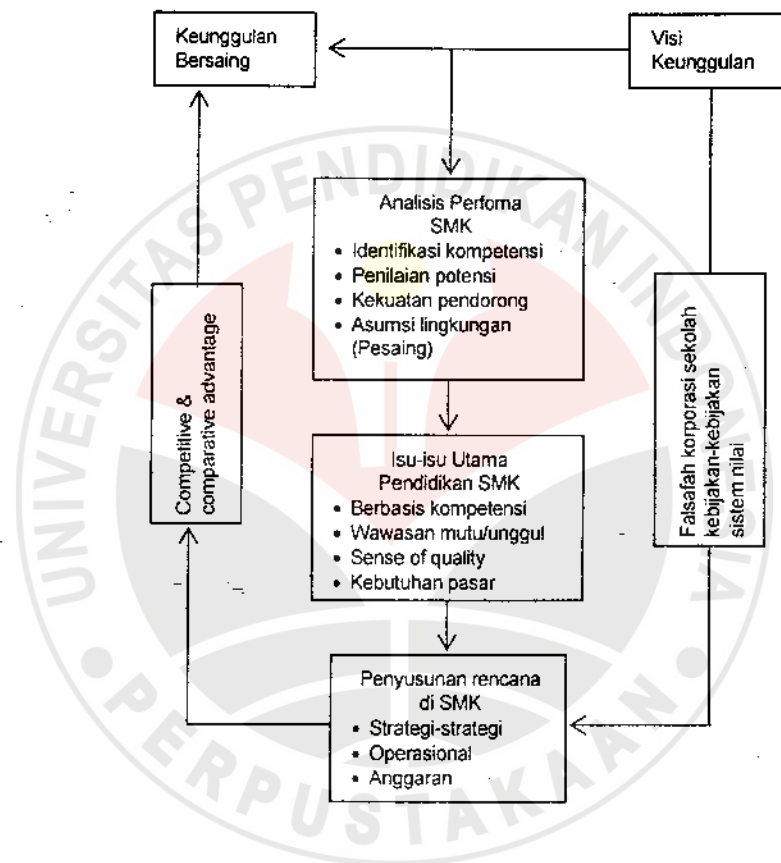 Keunggulan
Bersaing
Visi
Keunggulan
Analisis Perfoma
SMK
• Identifikasi kompetensi
• Penilaian potensi
• Kekuatan pendorong
• Asumsi lingkungan
(Pesaing)
Competitive &
comparative advantage
Falsafah korporasi sekolah
kebijakan-kebijakan
sistem nilai
Isu-isu Utama
Pendidikan SMK
• Berbasis kompetensi
• Wawasan mutu/unggul
• Sense of quality
• Kebutuhan pasar
Penyusunan rencana
di SMK
• Strategi-strategi
• Operasional
• Anggaran
UNIVERSITAS PENDIDIKAN INDONESIA
PERPUSTAKAAN